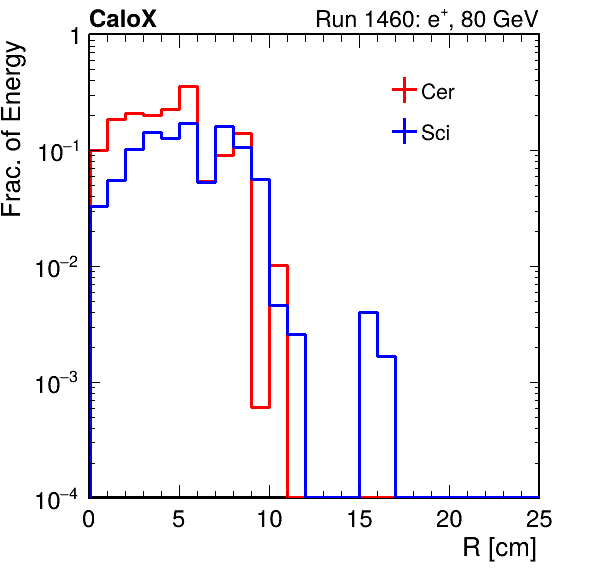 CaloX Run 1460: e⁺, 80 GeV
Frac. of Energy
1
10⁻¹
10⁻²
10⁻³
10⁻⁴
Cer
Sci
0 5 10 15 20 25
R [cm]